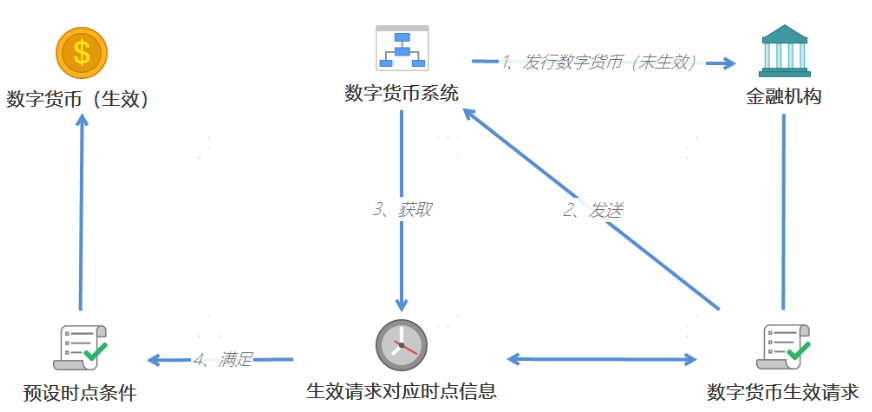 1、发行数字货币（未生效）
数字货币（生效）
数字货币系统
金融机构
3、获取
2、发送
4、满足
预设时点条件
生效请求对应时点信息
数字货币生效请求